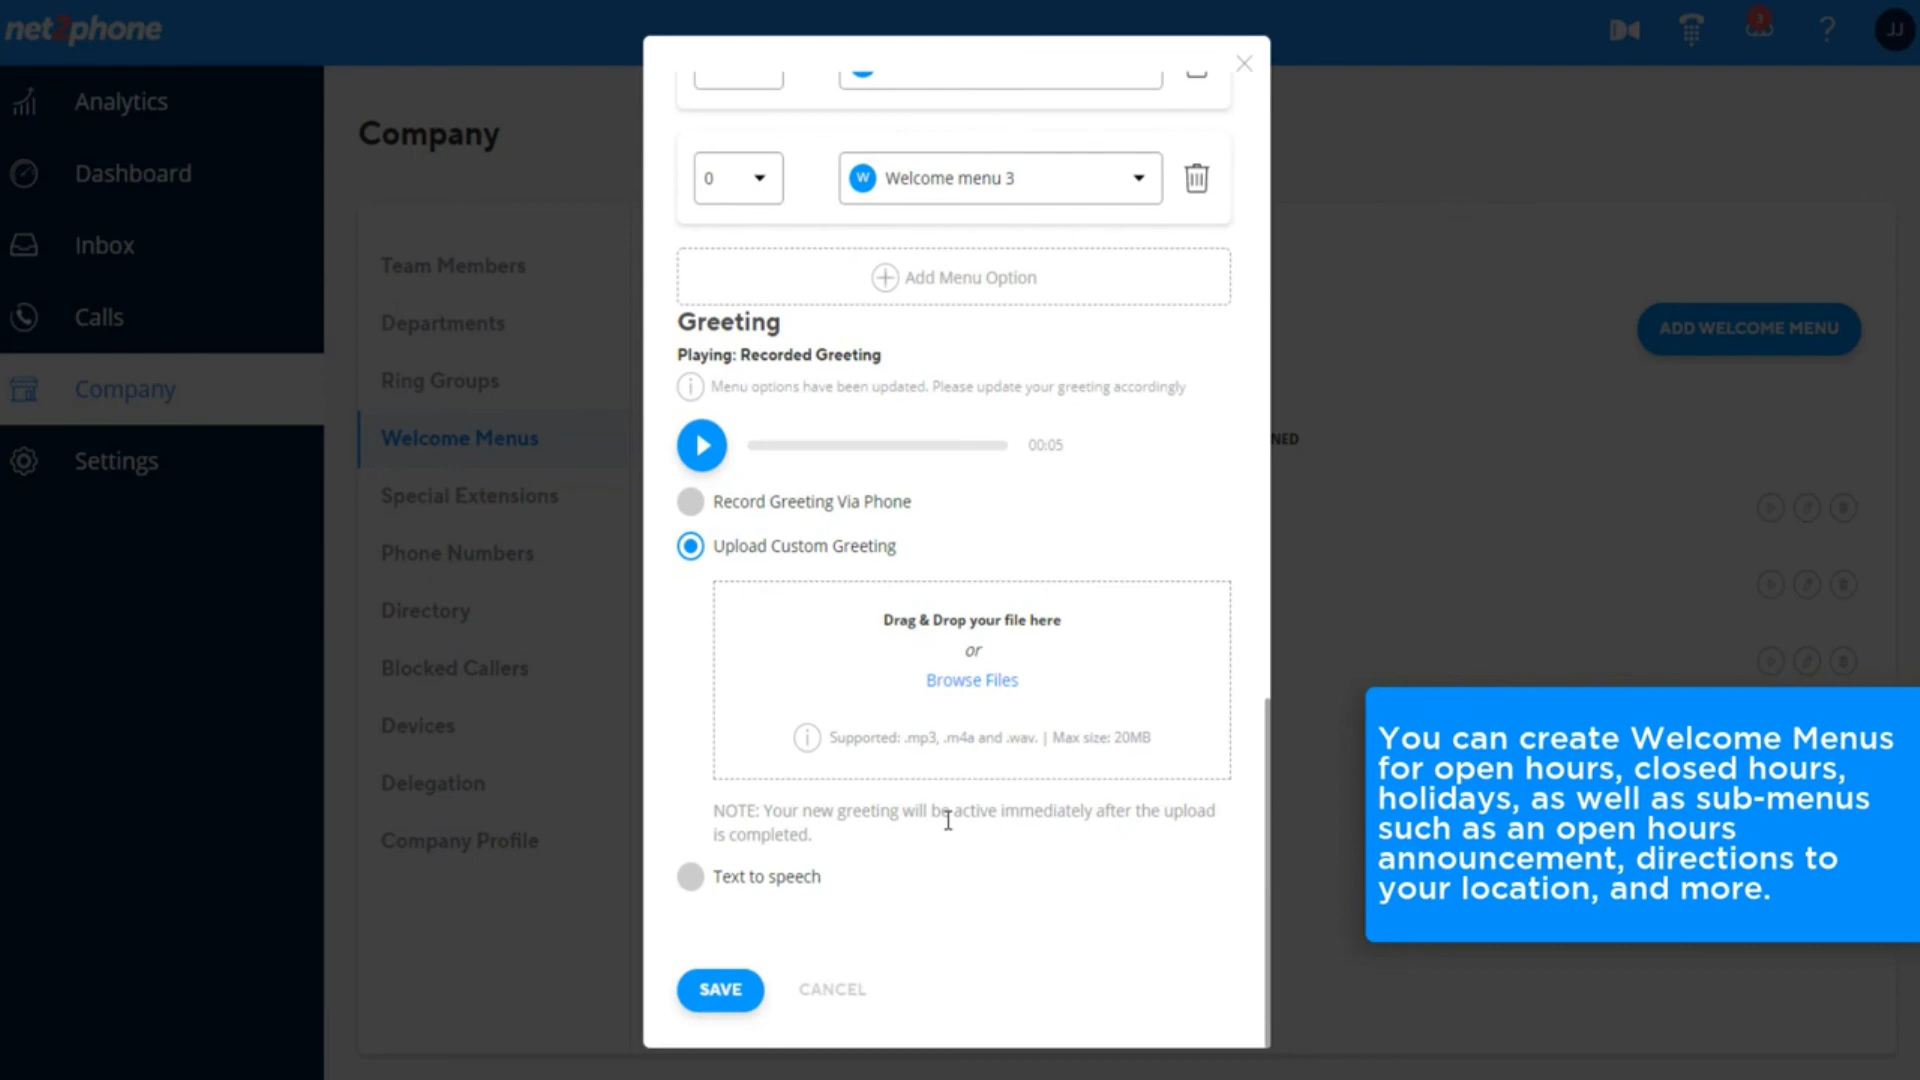 net2phone
3
?
JJ
Analytics
Dashboard
Inbox
Calls
Company
Settings
Company
Team Members
Departments
Ring Groups
Welcome Menus
Special Extensions
Phone Numbers
Directory
Blocked Callers
Devices
Delegation
Company Profile
ADD WELCOME MENU
NED
0
W Welcome menu 3
Add Menu Option
Greeting
Playing: Recorded Greeting
Menu options have been updated. Please update your greeting accordingly
00:05
Record Greeting Via Phone
Upload Custom Greeting
Drag & Drop your file here
or
Browse Files
Supported: .mp3, .m4a and .wav. | Max size: 20MB
NOTE: Your new greeting will be active immediately after the upload
is completed.
Text to speech
SAVE
CANCEL
You can create Welcome Menus
for open hours, closed hours,
holidays, as well as sub-menus
such as an open hours
announcement, directions to
your location, and more.